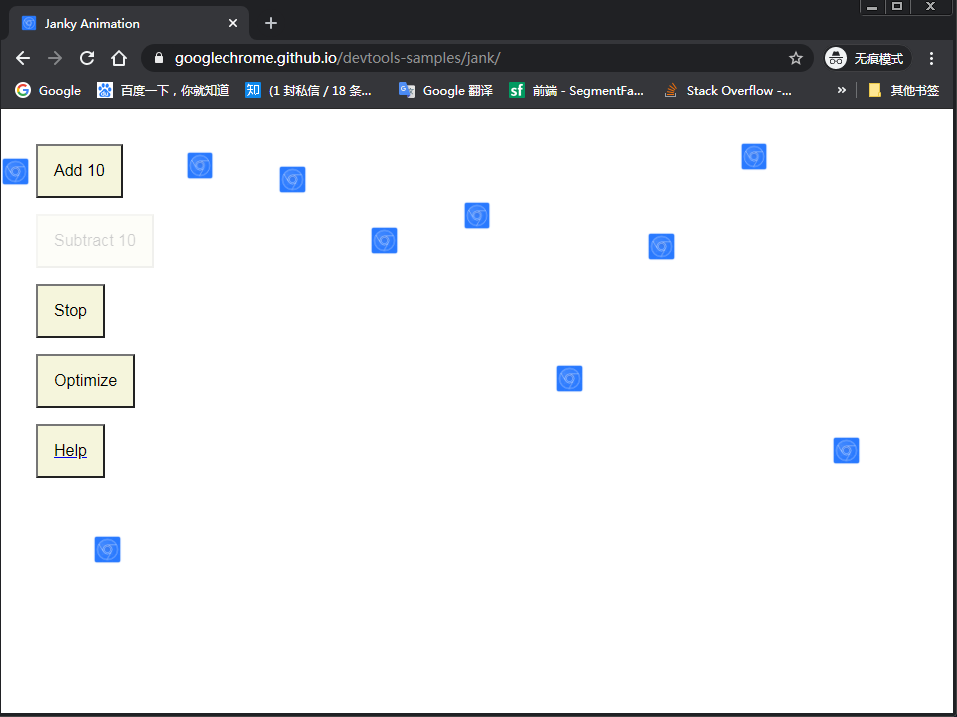 Janky Animation
googlechrome.github.io/devtools-samples/jank/
无痕模式
Google 百度一下，你就知道 知 (1 封私信 / 18 条... Google 翻译 sf 前端 - SegmentFa... Stack Overflow -... » 其他书签
Add 10
Subtract 10
Stop
Optimize
Help